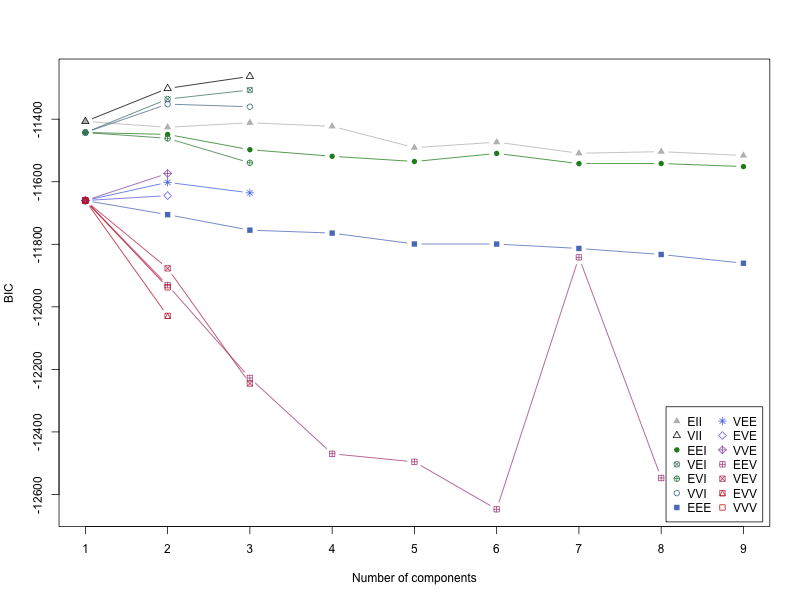 BIC
-11400
-11600
-11800
-12000
-12200
-12400
-12600
1 2 3 4 5 6 7 8 9
Number of components
EII VEE
VII EVE
EEI VVE
VEI EEV
EVI VEV
VVI EVV
EEE VVV